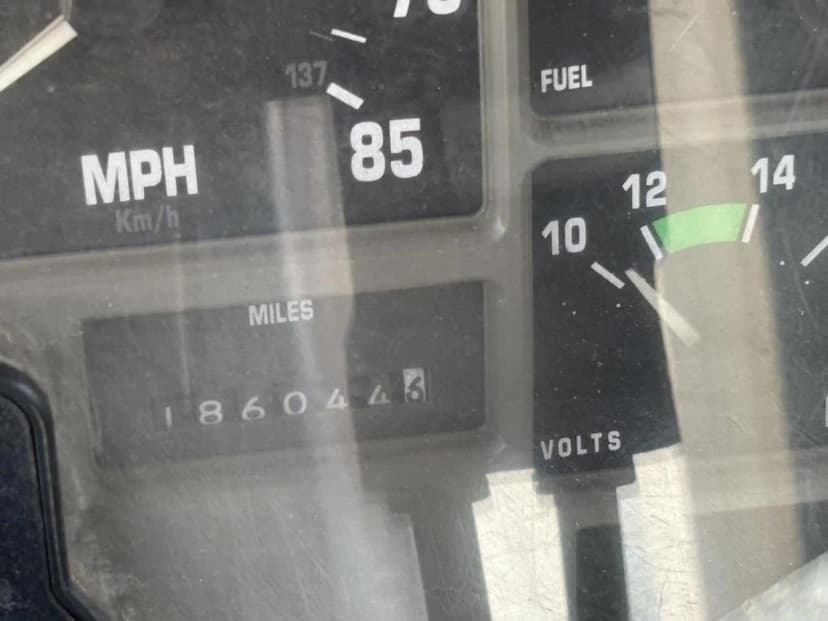 137
85
MPH
Km/h
FUEL
MILES
1860446
10 12 14
VOLTS